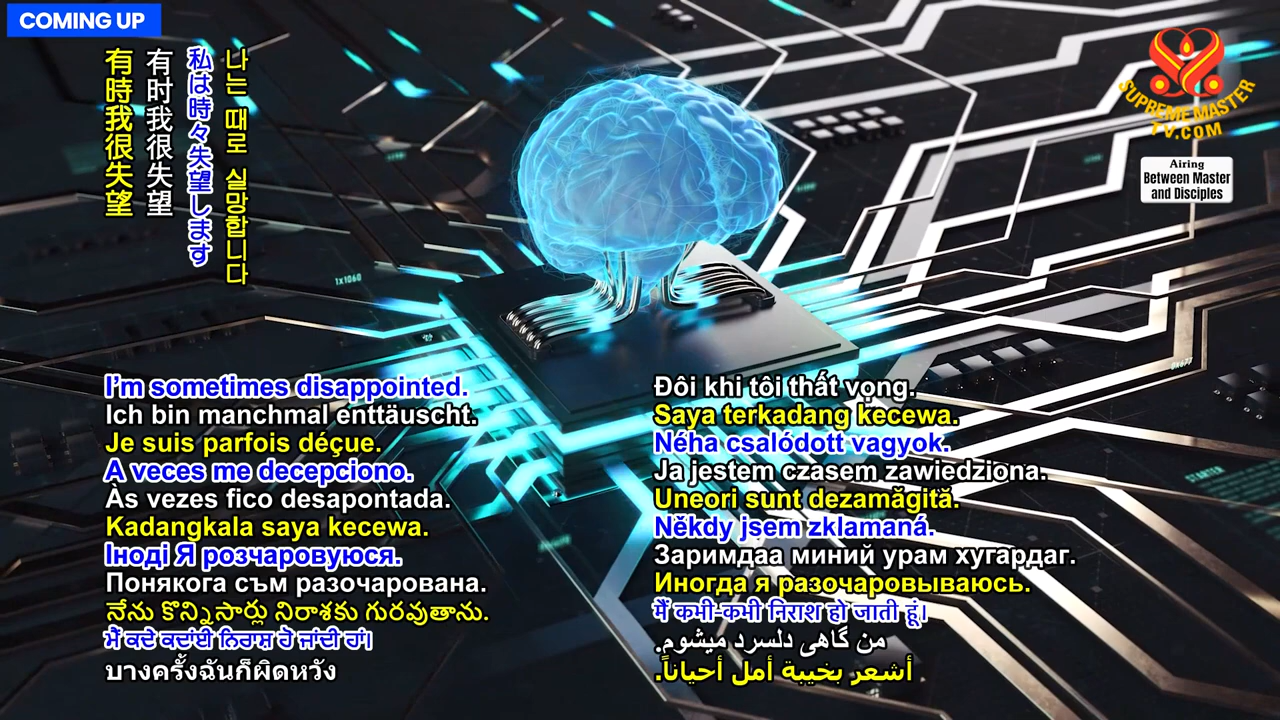 COMING UP
有時我很失望
有时我很失望
私は時々失望します
나는 때로 실망합니다
SUPREME MASTER
TV.COM
Airing
Between Master
and Disciples
1x1060
0x677
STARTER
I'm sometimes disappointed.
Ich bin manchmal enttäuscht.
Je suis parfois déçue.
A veces me decepciono.
Às vezes fico desapontada.
Kadangkala saya kecewa.
Іноді Я розчаровуюся.
Понякога съм разочарована.
నేను కొన్నిసార్లు నిరాశకు గురవుతాను.
ਮੈਂ ਕਦੇ ਕਦਾਂਈ ਨਿਰਾਸ਼ ਹੋ ਜਾਂਦੀ ਹਾਂ।
บางครั้งฉันก็ผิดหวัง
Đôi khi tôi thất vọng.
Saya terkadang kecewa.
Néha csalódott vagyok.
Ja jestem czasem zawiedziona.
Uneori sunt dezamăgită.
Někdy jsem zklamaná.
Заримдаа миний урам хугардаг.
Иногда я разочаровываюсь.
मैं कभी-कभी निराश हो जाती हूं।
من گاهی دلسرد میشوم.
أشعر بخيبة أمل أحياناً.